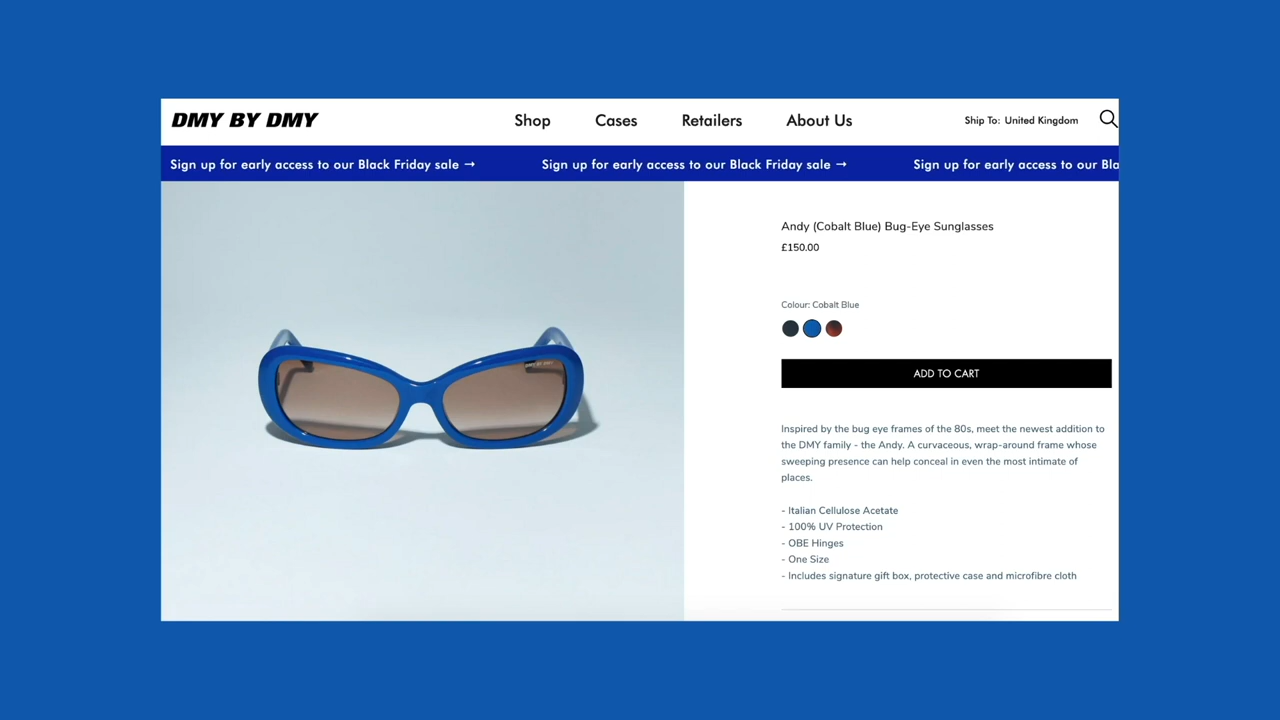 DMY BY DMY
Shop
Cases
Retailers
About Us
Ship To: United Kingdom
Sign up for early access to our Black Friday sale →
Sign up for early access to our Black Friday sale →
Sign up for early access to our Bla
DMY BY DMY
Andy (Cobalt Blue) Bug-Eye Sunglasses
£150.00
Colour: Cobalt Blue
ADD TO CART
Inspired by the bug eye frames of the 80s, meet the newest addition to
the DMY family - the Andy. A curvaceous, wrap-around frame whose
sweeping presence can help conceal in even the most intimate of
places.
- Italian Cellulose Acetate
- 100% UV Protection
- OBE Hinges
- One Size
- Includes signature gift box, protective case and microfibre cloth